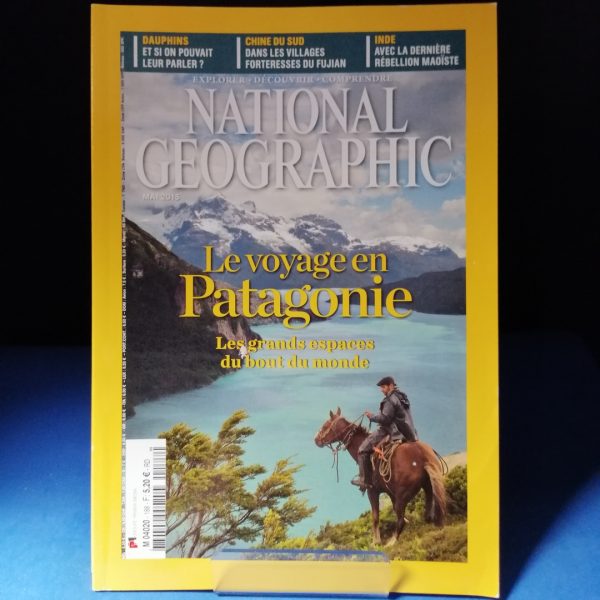 DAUPHINS
ET SI ON POUVAIT
LEUR PARLER ?
CHINE DU SUD
DANS LES VILLAGES
FORTERESSES DU FUJIAN
INDE
AVEC LA DERNIÈRE
RÉBELLION MAOÏSTE
EXPLORER • DÉCOUVRIR • COMPRENDRE
NATIONAL
GEOGRAPHIC
MAI 2015
Le voyage en
Patagonie
Les grands espaces
du bout du monde
M 04020 - 188 - F: 5,20 € - RD